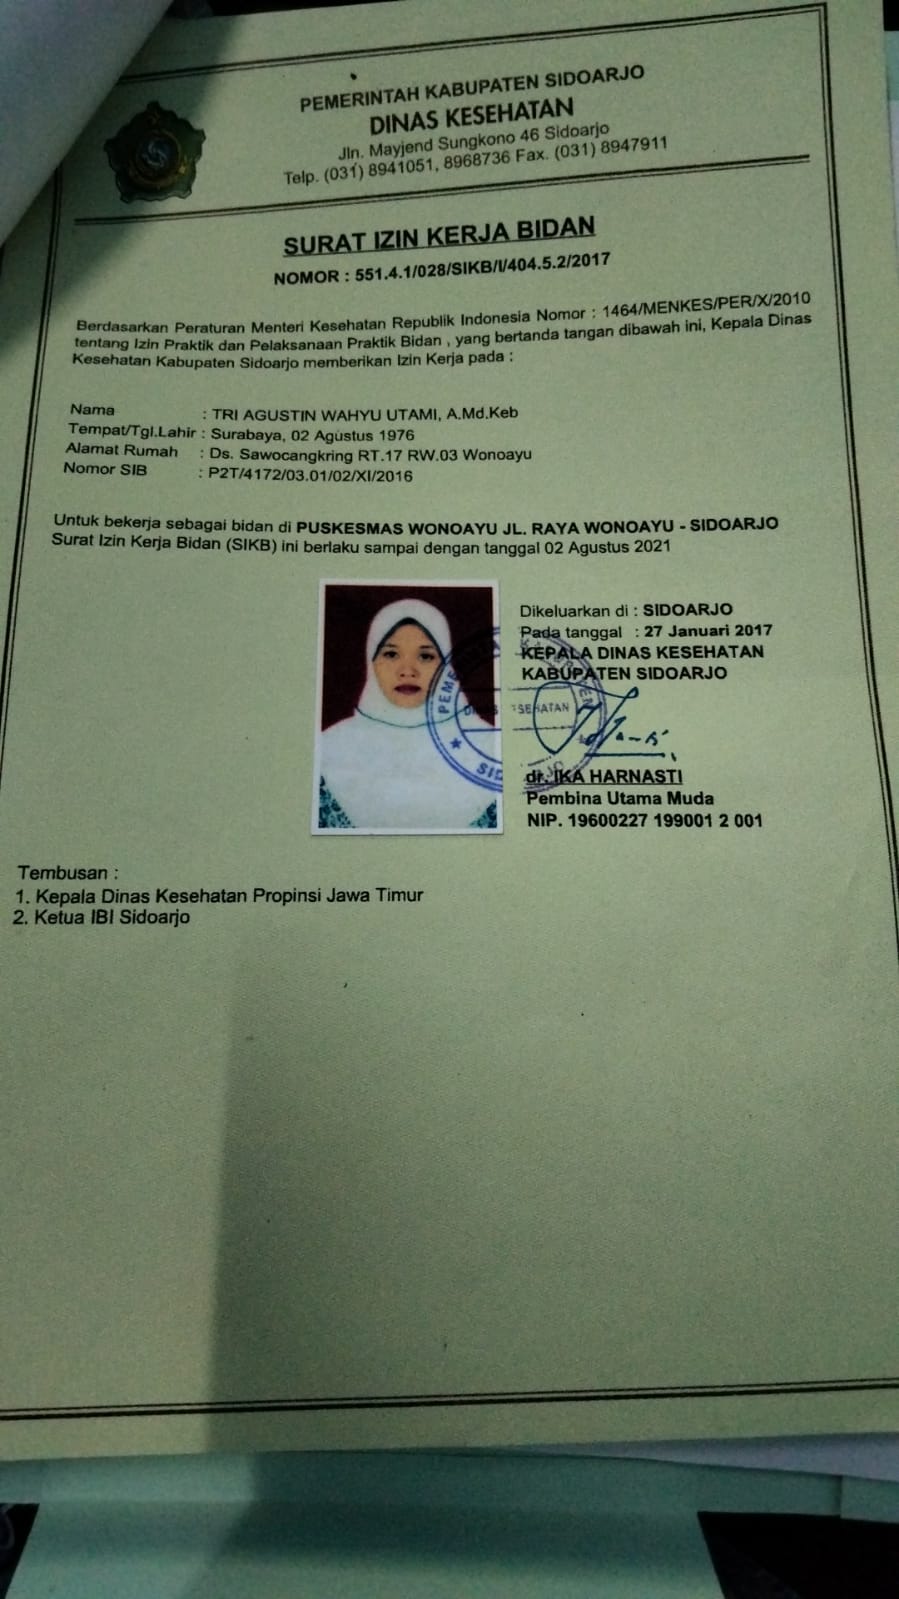 PEMERINTAH KABUPATEN SIDOARJO
DINAS KESEHATAN
Jln. Mayjend Sungkono 46 Sidoarjo
Telp. (031) 8941051, 8968736 Fax. (031) 8947911
SURAT IZIN KERJA BIDAN
NOMOR : 551.4.1/028/SIKB/I/404.5.2/2017
Berdasarkan Peraturan Menteri Kesehatan Republik Indonesia Nomor : 1464/MENKES/PER/X/2010
tentang Izin Praktik dan Pelaksanaan Praktik Bidan , yang bertanda tangan dibawah ini, Kepala Dinas
Kesehatan Kabupaten Sidoarjo memberikan Izin Kerja pada :
Nama : TRI AGUSTIN WAHYU UTAMI, A.Md.Keb
Tempat/Tgl.Lahir : Surabaya, 02 Agustus 1976
Alamat Rumah : Ds. Sawocangkring RT.17 RW.03 Wonoayu
Nomor SIB : P2T/4172/03.01/02/XI/2016
Untuk bekerja sebagai bidan di PUSKESMAS WONOAYU JL. RAYA WONOAYU - SIDOARJO
Surat Izin Kerja Bidan (SIKB) ini berlaku sampai dengan tanggal 02 Agustus 2021
Dikeluarkan di : SIDOARJO
Pada tanggal : 27 Januari 2017
KEPALA DINAS KESEHATAN
KABUPATEN SIDOARJO
dr. IKA HARNASTI
Pembina Utama Muda
NIP. 19600227 199001 2 001
Tembusan :
1. Kepala Dinas Kesehatan Propinsi Jawa Timur
2. Ketua IBI Sidoarjo